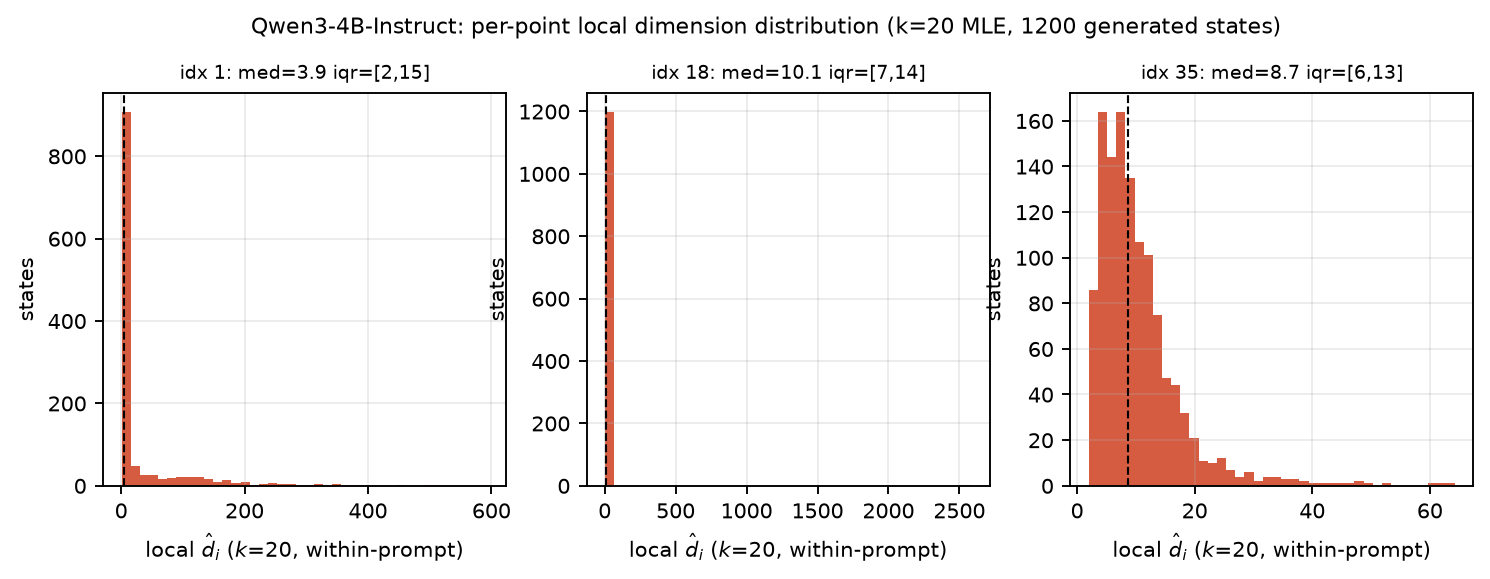 Qwen3-4B-Instruct: per-point local dimension distribution (k=20 MLE, 1200 generated states)
idx 1: med=3.9 iqr=[2,15]
states
800
600
400
200
0
0 200 400 600
local d̂ᵢ (k=20, within-prompt)
idx 18: med=10.1 iqr=[7,14]
states
1200
1000
800
600
400
200
0
0 500 1000 1500 2000 2500
local d̂ᵢ (k=20, within-prompt)
idx 35: med=8.7 iqr=[6,13]
states
160
140
120
100
80
60
40
20
0
0 20 40 60
local d̂ᵢ (k=20, within-prompt)